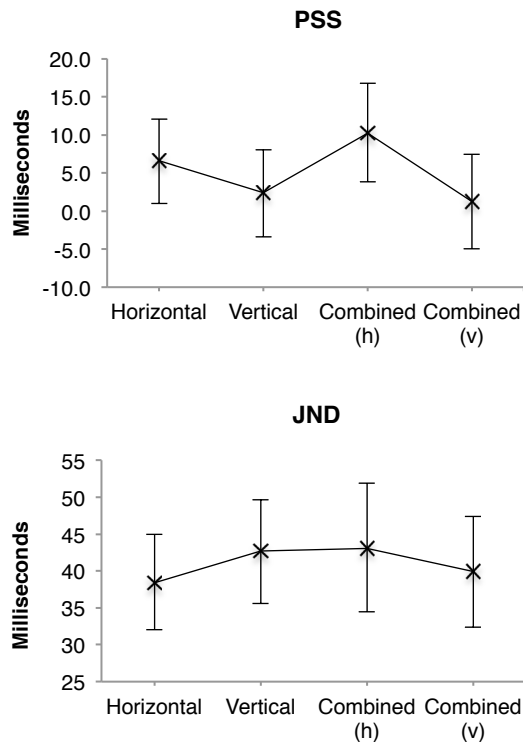 PSS
Milliseconds
20.0
15.0
10.0
5.0
0.0
-5.0
-10.0
Horizontal Vertical Combined (h) Combined (v)
JND
Milliseconds
55
50
45
40
35
30
25
Horizontal Vertical Combined (h) Combined (v)